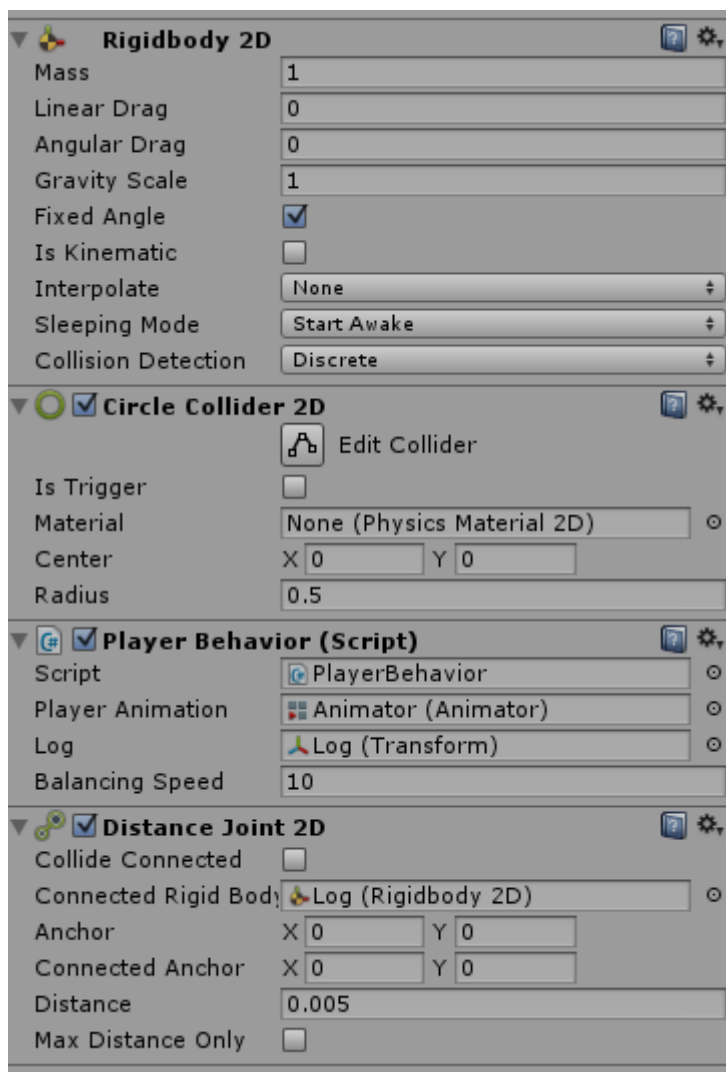 Rigidbody 2D
Mass 1
Linear Drag 0
Angular Drag 0
Gravity Scale 1
Fixed Angle
Is Kinematic
Interpolate None
Sleeping Mode Start Awake
Collision Detection Discrete
Circle Collider 2D
Edit Collider
Is Trigger
Material None (Physics Material 2D)
Center X 0 Y 0
Radius 0.5
Player Behavior (Script)
Script PlayerBehavior
Player Animation Animator (Animator)
Log Log (Transform)
Balancing Speed 10
Distance Joint 2D
Collide Connected
Connected Rigid Body Log (Rigidbody 2D)
Anchor X 0 Y 0
Connected Anchor X 0 Y 0
Distance 0.005
Max Distance Only